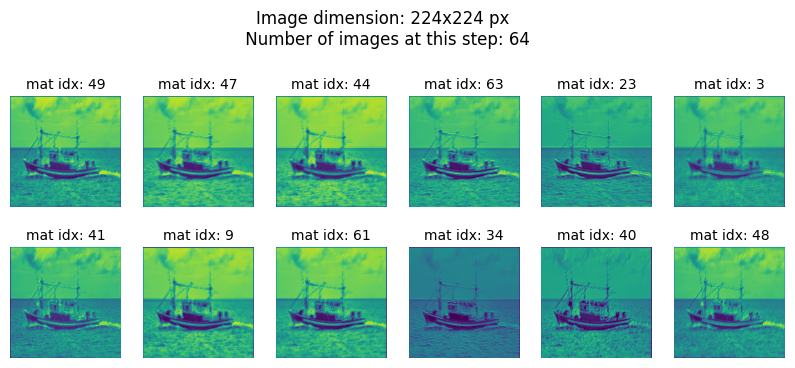 Image dimension: 224x224 px
Number of images at this step: 64
mat idx: 49
mat idx: 47
mat idx: 44
mat idx: 63
mat idx: 23
mat idx: 3
mat idx: 41
mat idx: 9
mat idx: 61
mat idx: 34
mat idx: 40
mat idx: 48